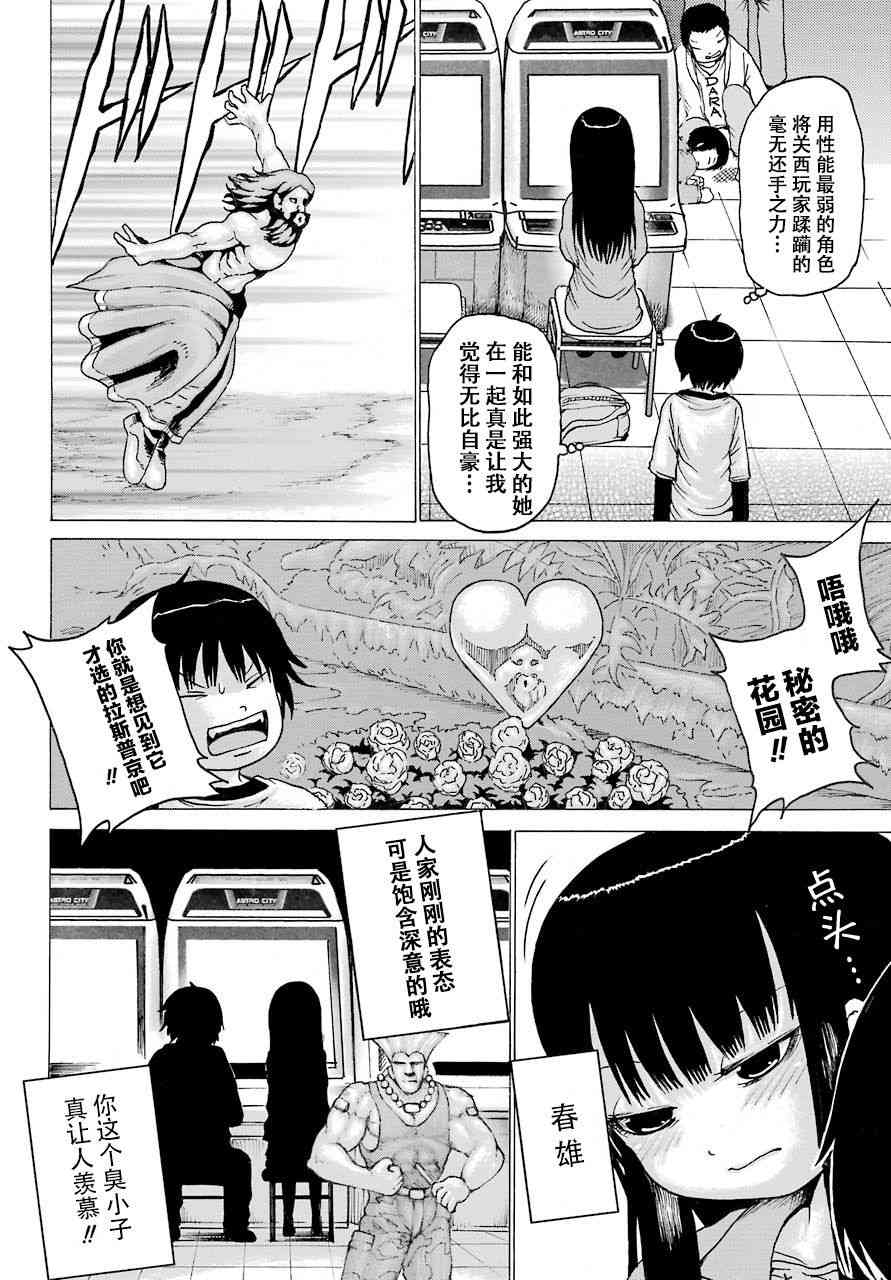 ASTRO CITY
ASTRO CITY
DARA
用性能最弱的角色
将关西玩家蹂躏的
毫无还手之力…
能和如此强大的她
在一起真是让我
觉得无比自豪…
唔哦哦
秘密的
花园!!
你就是想见到它
才选的拉斯普京吧
!!
点头…
春雄
人家刚刚的表态
可是饱含深意的哦
ASTRO CITY
ASTRO CITY
你这个臭小子
真让人羡慕!!